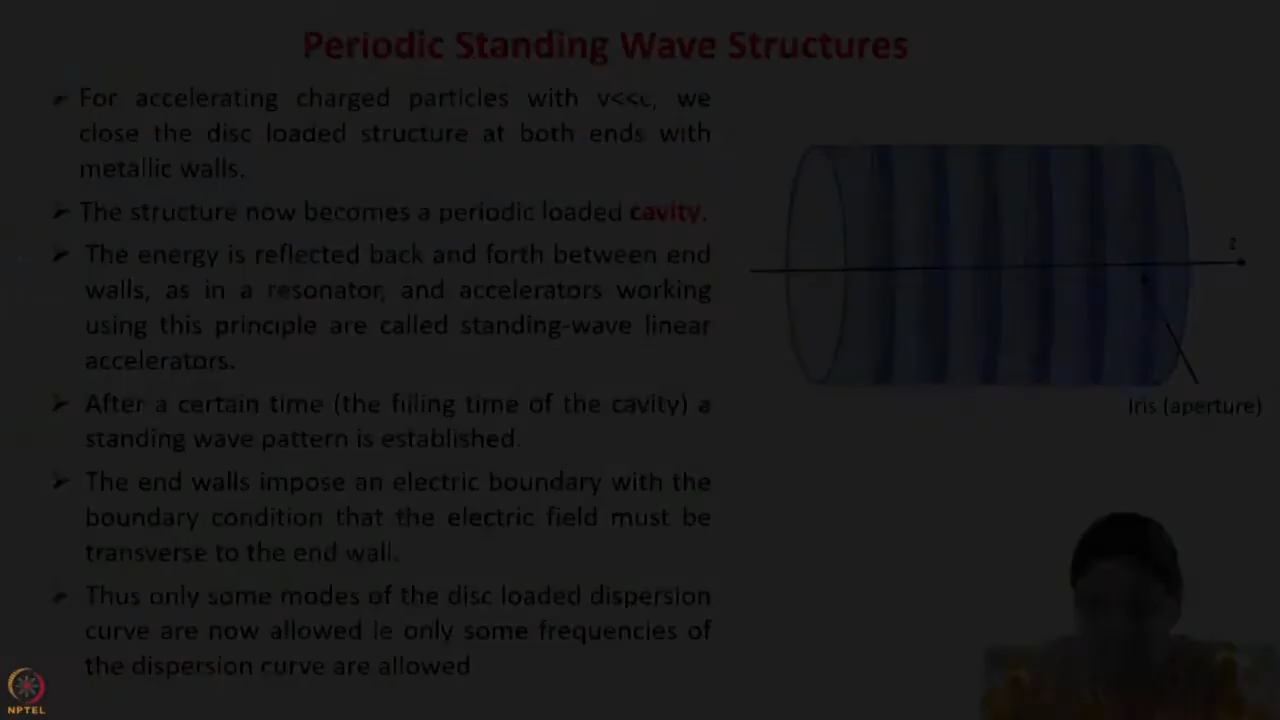 Periodic Standing Wave Structures
For accelerating charged particles with v<<c, we
close the disc loaded structure at both ends with
metallic walls.
The structure now becomes a periodic loaded cavity.
The energy is reflected back and forth between end
walls, as in a resonator, and accelerators working
using this principle are called standing-wave linear
accelerators.
After a certain time (the filling time of the cavity) a
standing wave pattern is established.
The end walls impose an electric boundary with the
boundary condition that the electric field must be
transverse to the end wall.
Thus only some modes of the disc loaded dispersion
curve are now allowed ie only some frequencies of
the dispersion curve are allowed
z
Iris (aperture)
NPTEL